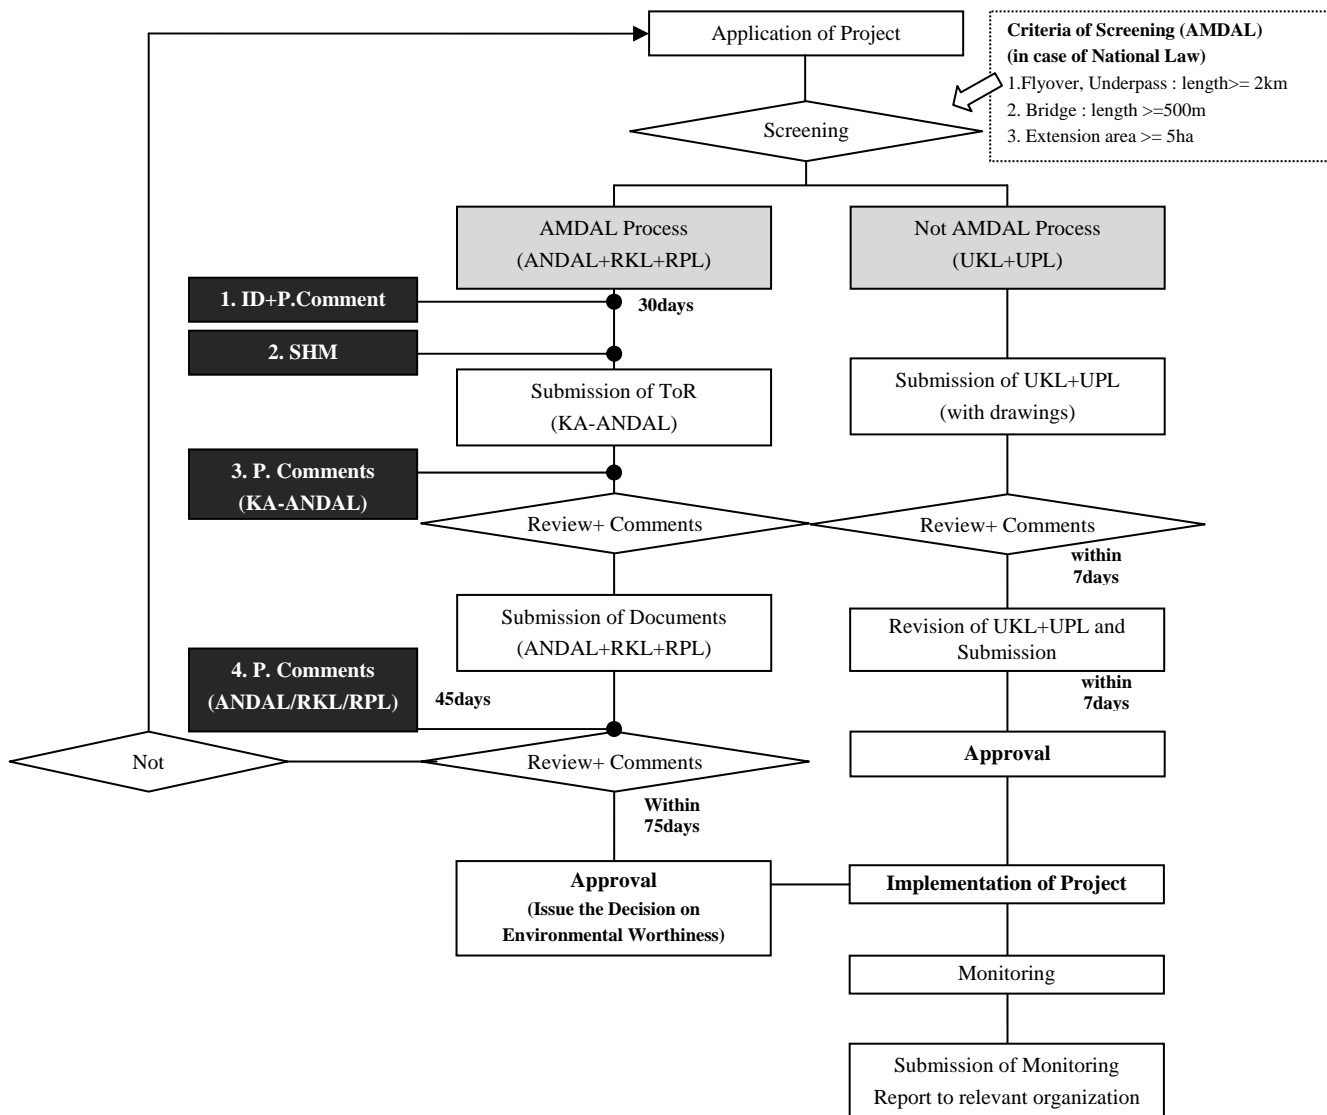 Application of Project
Criteria of Screening (AMDAL)
(in case of National Law)
1.Flyover, Underpass : length>= 2km
2. Bridge : length >=500m
3. Extension area >= 5ha
Screening
AMDAL Process
(ANDAL+RKL+RPL)
Not AMDAL Process
(UKL+UPL)
1. ID+P.Comment
30days
2. SHM
Submission of ToR
(KA-ANDAL)
Submission of UKL+UPL
(with drawings)
3. P. Comments
(KA-ANDAL)
Review+ Comments
Review+ Comments
within
7days
Submission of Documents
(ANDAL+RKL+RPL)
Revision of UKL+UPL and
Submission
4. P. Comments
(ANDAL/RKL/RPL)
45days
within
7days
Not
Review+ Comments
Approval
Within
75days
Approval
(Issue the Decision on
Environmental Worthiness)
Implementation of Project
Monitoring
Submission of Monitoring
Report to relevant organization